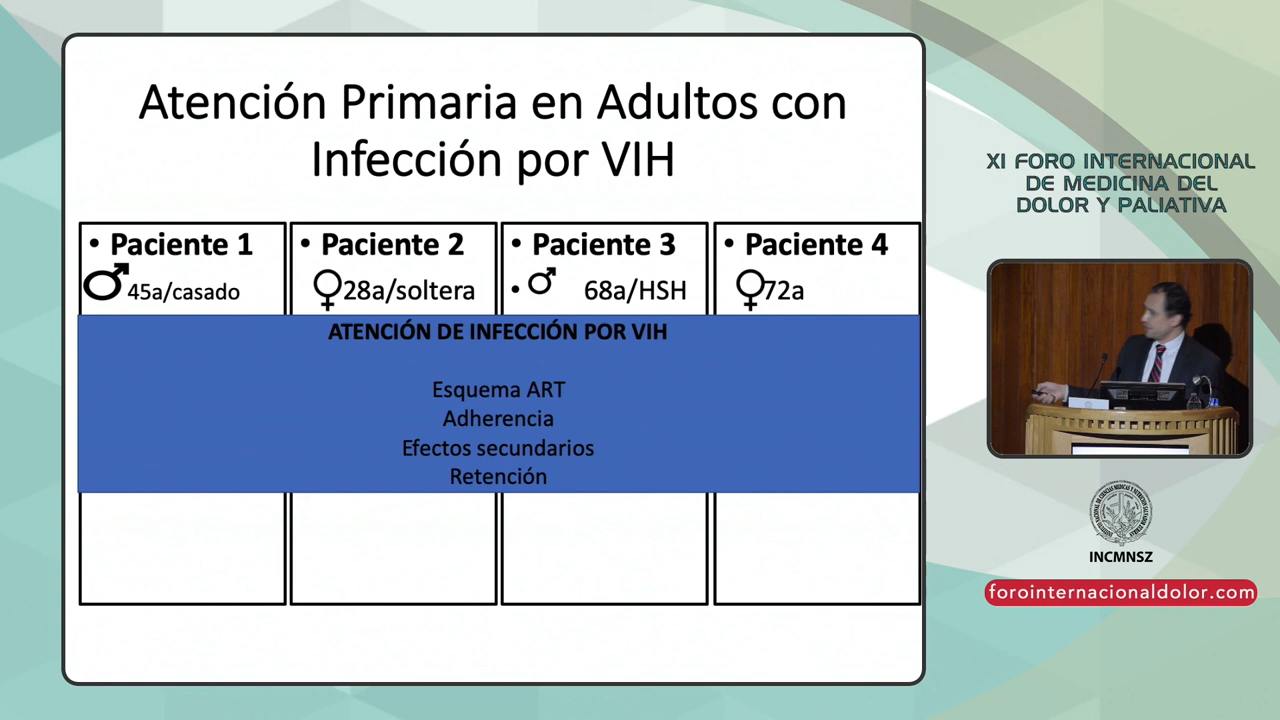 Atención Primaria en Adultos con
Infección por VIH
• Paciente 1
♂ 45a/casado
• Paciente 2
♀28a/soltera
• Paciente 3
• ♂ 68a/HSH
• Paciente 4
♀72a
ATENCIÓN DE INFECCIÓN POR VIH
Esquema ART
Adherencia
Efectos secundarios
Retención
XI FORO INTERNACIONAL
DE MEDICINA DEL
DOLOR Y PALIATIVA
INCMNSZ
forointernacionaldolor.com